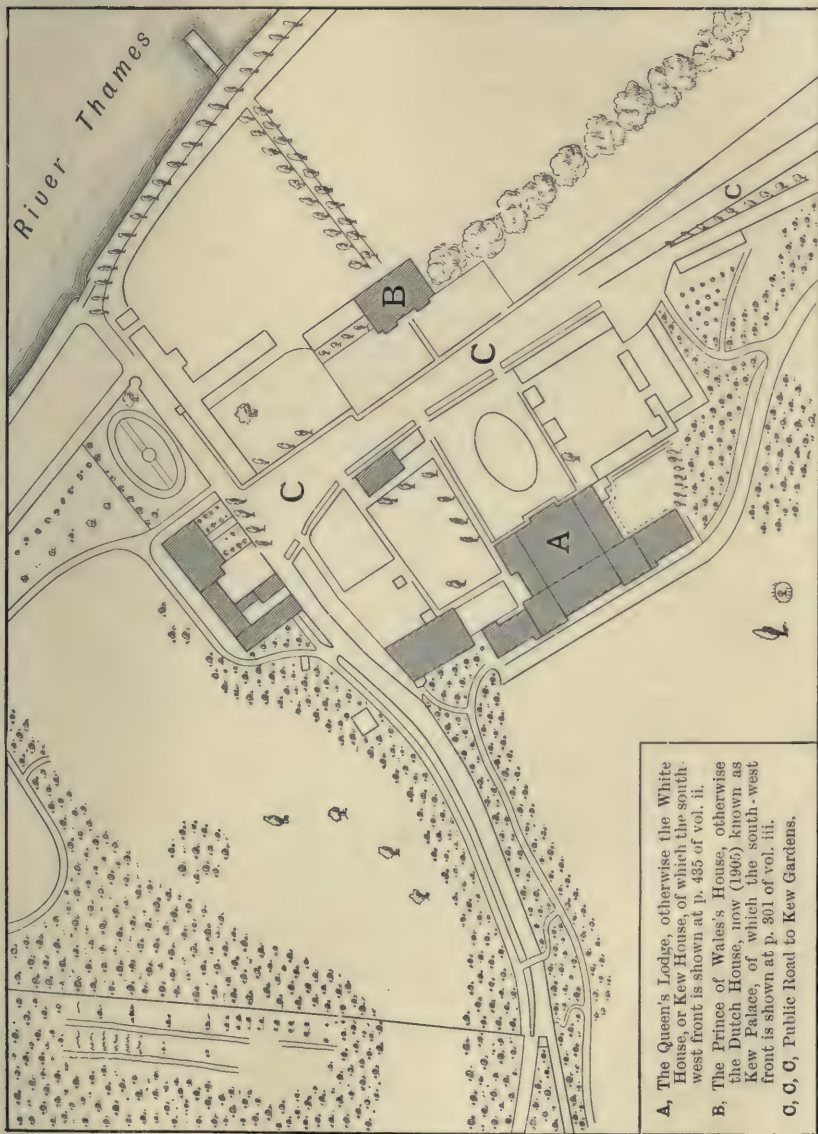 River Thames
B
C
C
C
A
A, The Queen's Lodge, otherwise the White
House, or Kew House, of which the south-
west front is shown at p. 435 of vol. ii.
B, The Prince of Wales's House, otherwise
the Dutch House, now (1905) known as
Kew Palace, of which the south-west
front is shown at p. 301 of vol. iii.
C, C, C, Public Road to Kew Gardens.